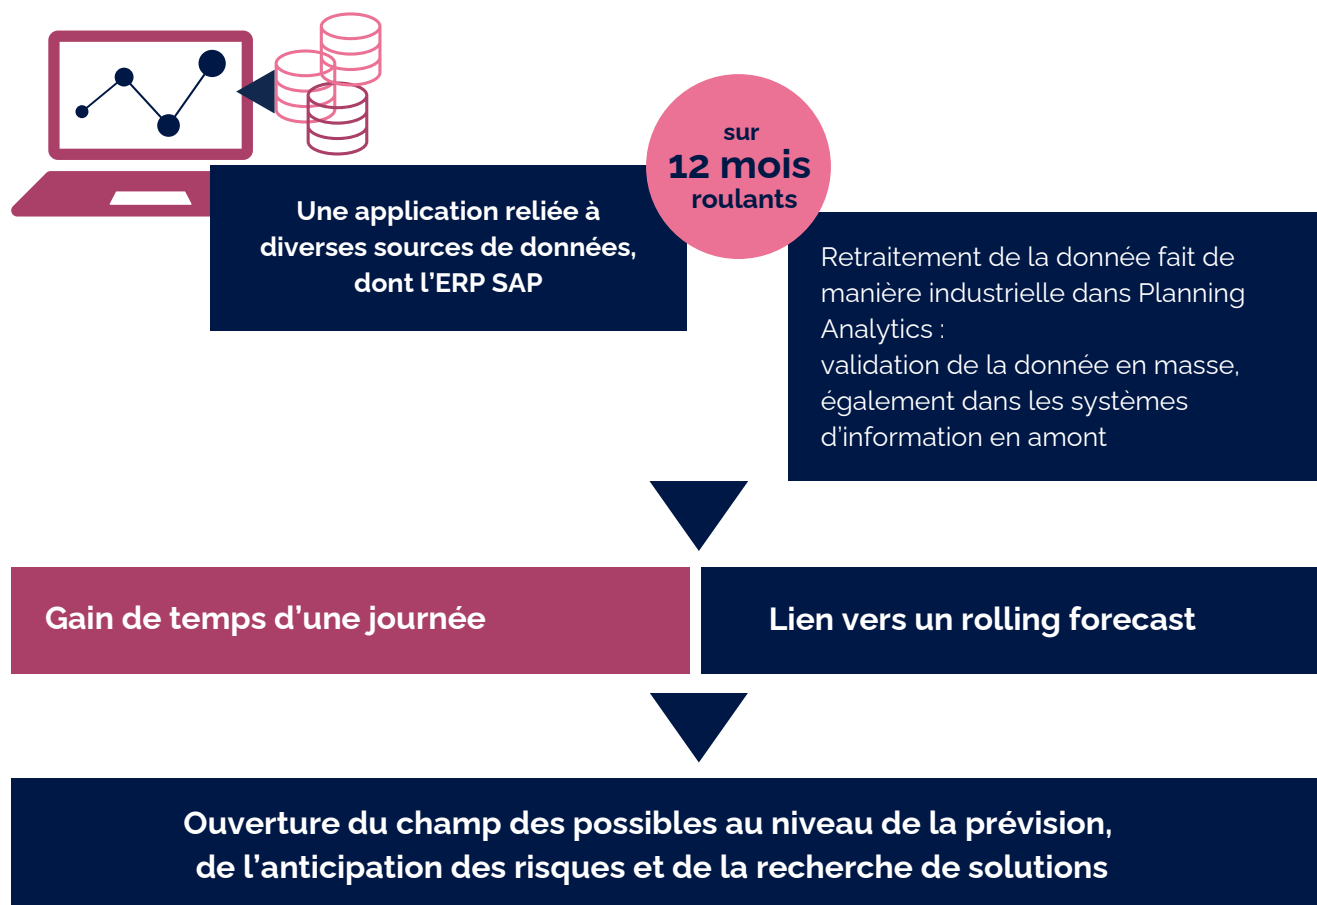 sur
12 mois
roulants
Une application reliée à
diverses sources de données,
dont l'ERP SAP
Retraitement de la donnée fait de
manière industrielle dans Planning
Analytics :
validation de la donnée en masse,
également dans les systèmes
d'information en amont
Gain de temps d'une journée
Lien vers un rolling forecast
Ouverture du champ des possibles au niveau de la prévision,
de l'anticipation des risques et de la recherche de solutions